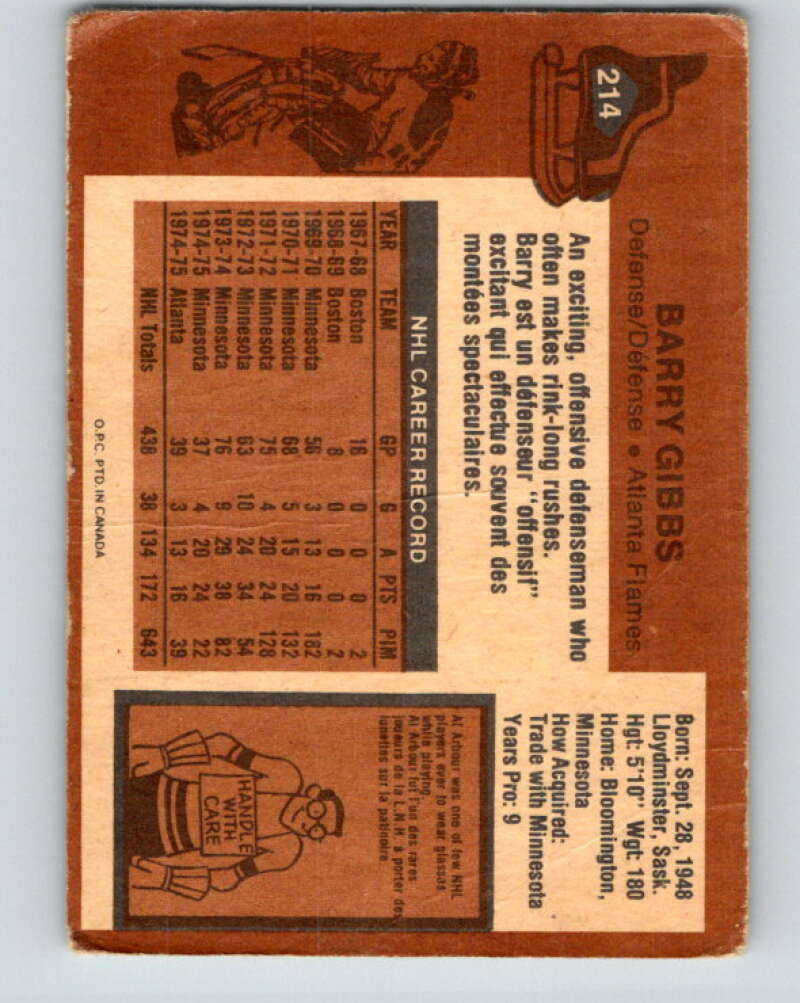 214
BARRY GIBBS
Defense/Défense • Atlanta Flames
An exciting, offensive defenseman who
often makes rink-long rushes.
Barry est un défenseur "offensif"
excitant qui effectue souvent des
montées spectaculaires.
Born: Sept. 28, 1948
Lloydminster, Sask.
Hgt: 5'10" Wgt: 180
Home: Bloomington,
Minnesota
How Acquired:
Trade with Minnesota
Years Pro: 9
NHL CAREER RECORD
YEAR TEAM GP G A PTS PIM
1967-68 Boston 16 0 0 0 2
1968-69 Boston 8 0 0 0 2
1969-70 Minnesota 56 3 13 16 182
1970-71 Minnesota 68 5 15 20 132
1971-72 Minnesota 75 4 20 24 128
1972-73 Minnesota 63 10 24 34 54
1973-74 Minnesota 76 9 29 38 82
1974-75 Minnesota 37 4 20 24 22
1974-75 Atlanta 39 3 13 16 39
NHL Totals 438 38 134 172 643
Al Arbour was one of few NHL
players ever to wear glasses
while playing.
Al Arbour fut l'un des rares
joueurs de la L.N.H. à porter des
lunettes sur la patinoire.
HANDLE
WITH
CARE
O.P.C. PTD. IN CANADA